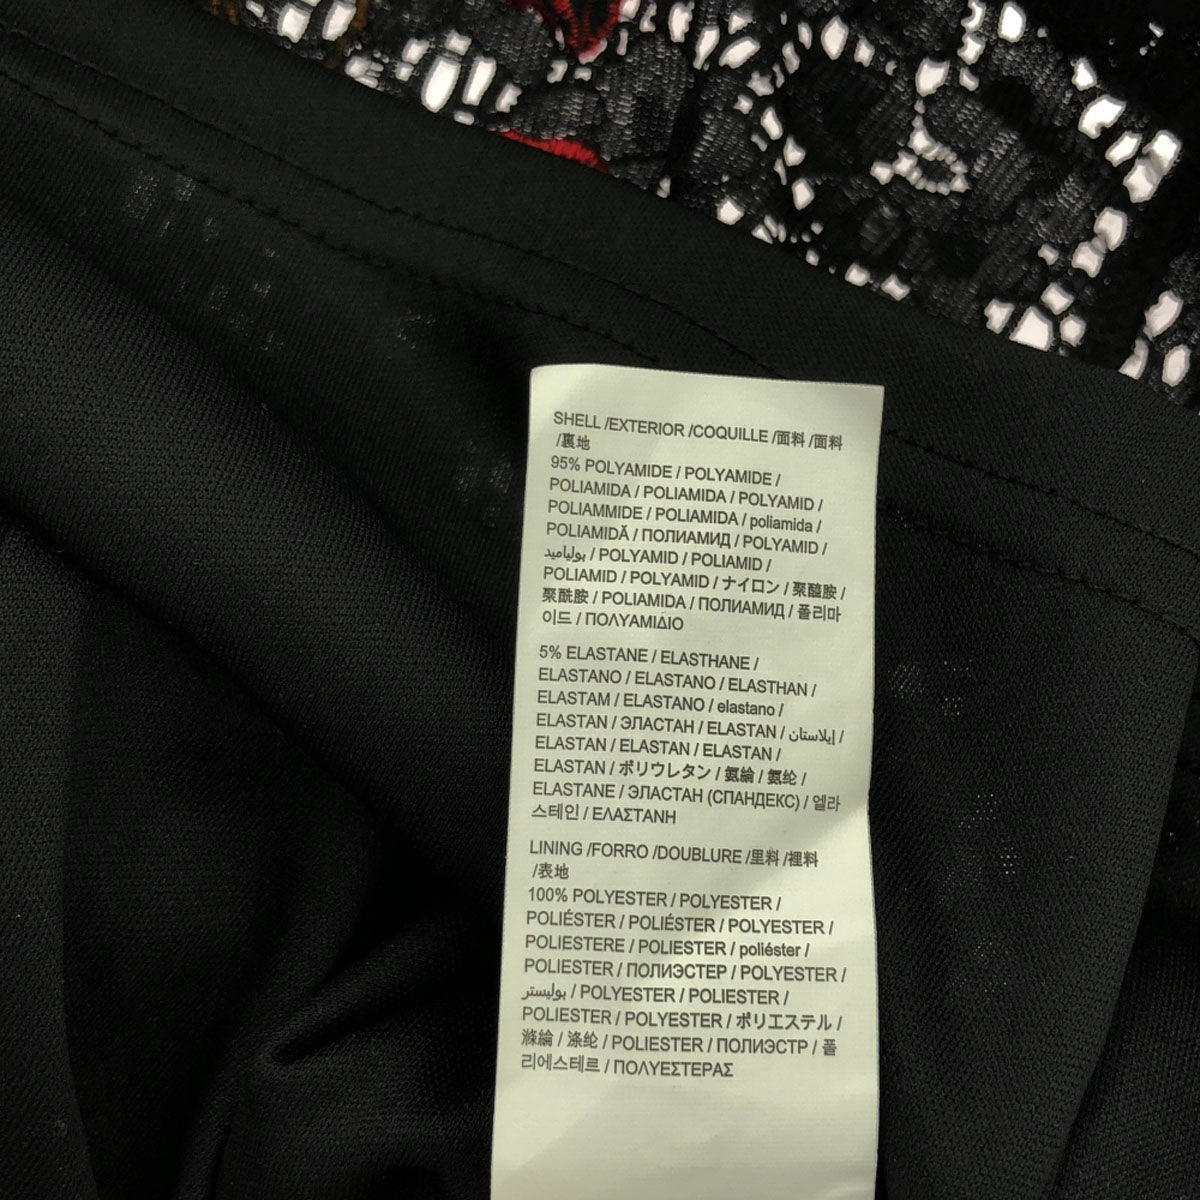 SHELL /EXTERIOR /COQUILLE /面料 /面料
/裏地
95% POLYAMIDE / POLYAMIDE /
POLIAMIDA / POLIAMIDA / POLYAMID /
POLIAMMIDE / POLIAMIDA / poliamida /
POLIAMIDĂ / ПОЛИАМИД / POLYAMID /
بولياميد / POLYAMID / POLIAMID /
POLIAMID / POLYAMID / ナイロン / 聚醯胺 /
聚酰胺 / POLIAMIDA / ПОЛИАМИД / 폴리마
이드 / ΠΟΛΥΑΜΙΔΙΟ
5% ELASTANE / ELASTHANE /
ELASTANO / ELASTANO / ELASTHAN /
ELASTAM / ELASTANO / elastano /
ELASTAN / ЭЛАСТАН / ELASTAN / إيلاستان /
ELASTAN / ELASTAN / ELASTAN /
ELASTAN / ポリウレタン / 氨綸 / 氨纶 /
ELASTANE / ЭЛАСТАН (СПАНДЕКС) / 엘라
스테인 / ΕΛΑΣΤΑΝΗ
LINING /FORRO /DOUBLURE /里料 /裡料
/表地
100% POLYESTER / POLYESTER /
POLIÉSTER / POLIÉSTER / POLYESTER /
POLIESTERE / POLIESTER / poliéster /
POLIESTER / ПОЛИЭСТЕР / POLYESTER /
بوليستر / POLYESTER / POLIESTER /
POLIESTER / POLYESTER / ポリエステル /
滌綸 / 涤纶 / POLIESTER / ПОЛИЭСТР / 폴
리에스테르 / ΠΟΛΥΕΣΤΕΡΑΣ